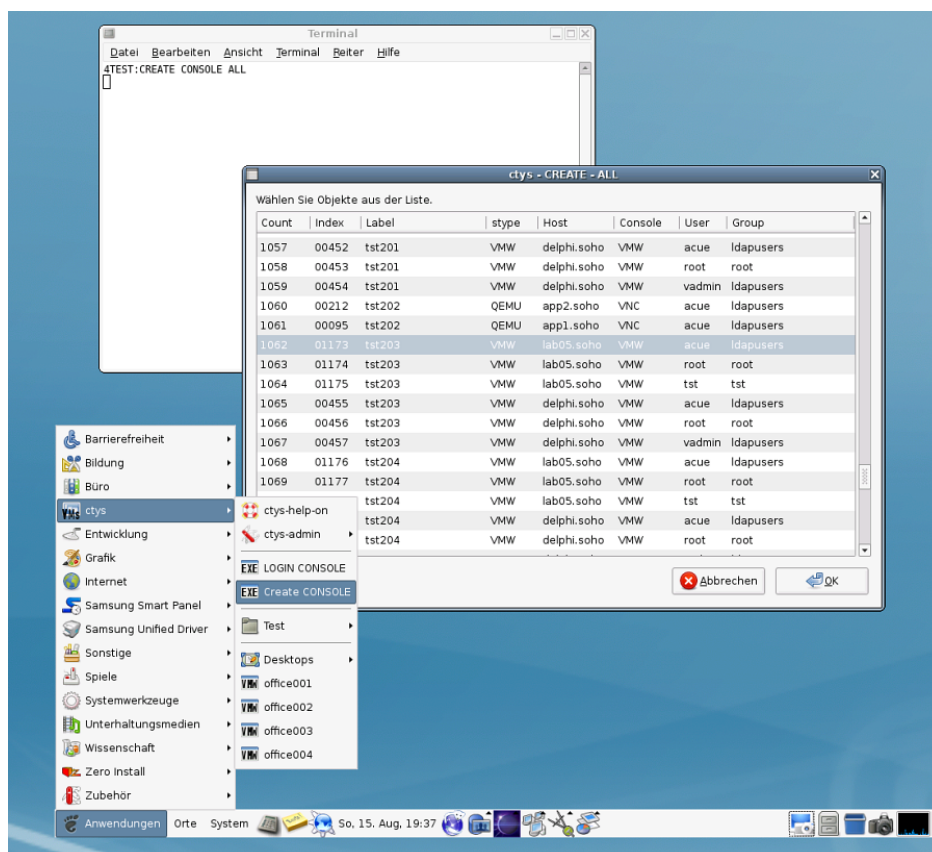 Terminal
Datei Bearbeiten Ansicht Terminal Reiter Hilfe
4TEST:CREATE CONSOLE ALL
ctys - CREATE - ALL
Wählen Sie Objekte aus der Liste.
Count Index Label stype Host Console User Group
1057 00452 tst201 VMW delphi.soho VMW acue ldapusers
1058 00453 tst201 VMW delphi.soho VMW root root
1059 00454 tst201 VMW delphi.soho VMW vadmin ldapusers
1060 00212 tst202 QEMU app2.soho VNC acue ldapusers
1061 00095 tst202 QEMU app1.soho VNC acue ldapusers
1062 01173 tst203 VMW lab05.soho VMW acue ldapusers
1063 01174 tst203 VMW lab05.soho VMW root root
1064 01175 tst203 VMW lab05.soho VMW tst tst
1065 00455 tst203 VMW delphi.soho VMW acue ldapusers
1066 00456 tst203 VMW delphi.soho VMW root root
1067 00457 tst203 VMW delphi.soho VMW vadmin ldapusers
1068 01176 tst204 VMW lab05.soho VMW acue ldapusers
1069 01177 tst204 VMW lab05.soho VMW root root
tst204 VMW lab05.soho VMW tst tst
tst204 VMW delphi.soho VMW acue ldapusers
tst204 VMW delphi.soho VMW root root
Abbrechen OK
Barrierefreiheit
Bildung
Büro
ctys
Entwicklung
Grafik
Internet
Samsung Smart Panel
Samsung Unified Driver
Sonstige
Spiele
Systemwerkzeuge
Unterhaltungsmedien
Wissenschaft
Zero Install
Zubehör
ctys-help-on
ctys-admin
EXE LOGIN CONSOLE
EXE Create CONSOLE
Test
Desktops
office001
office002
office003
office004
Anwendungen Orte System So, 15. Aug, 19:37